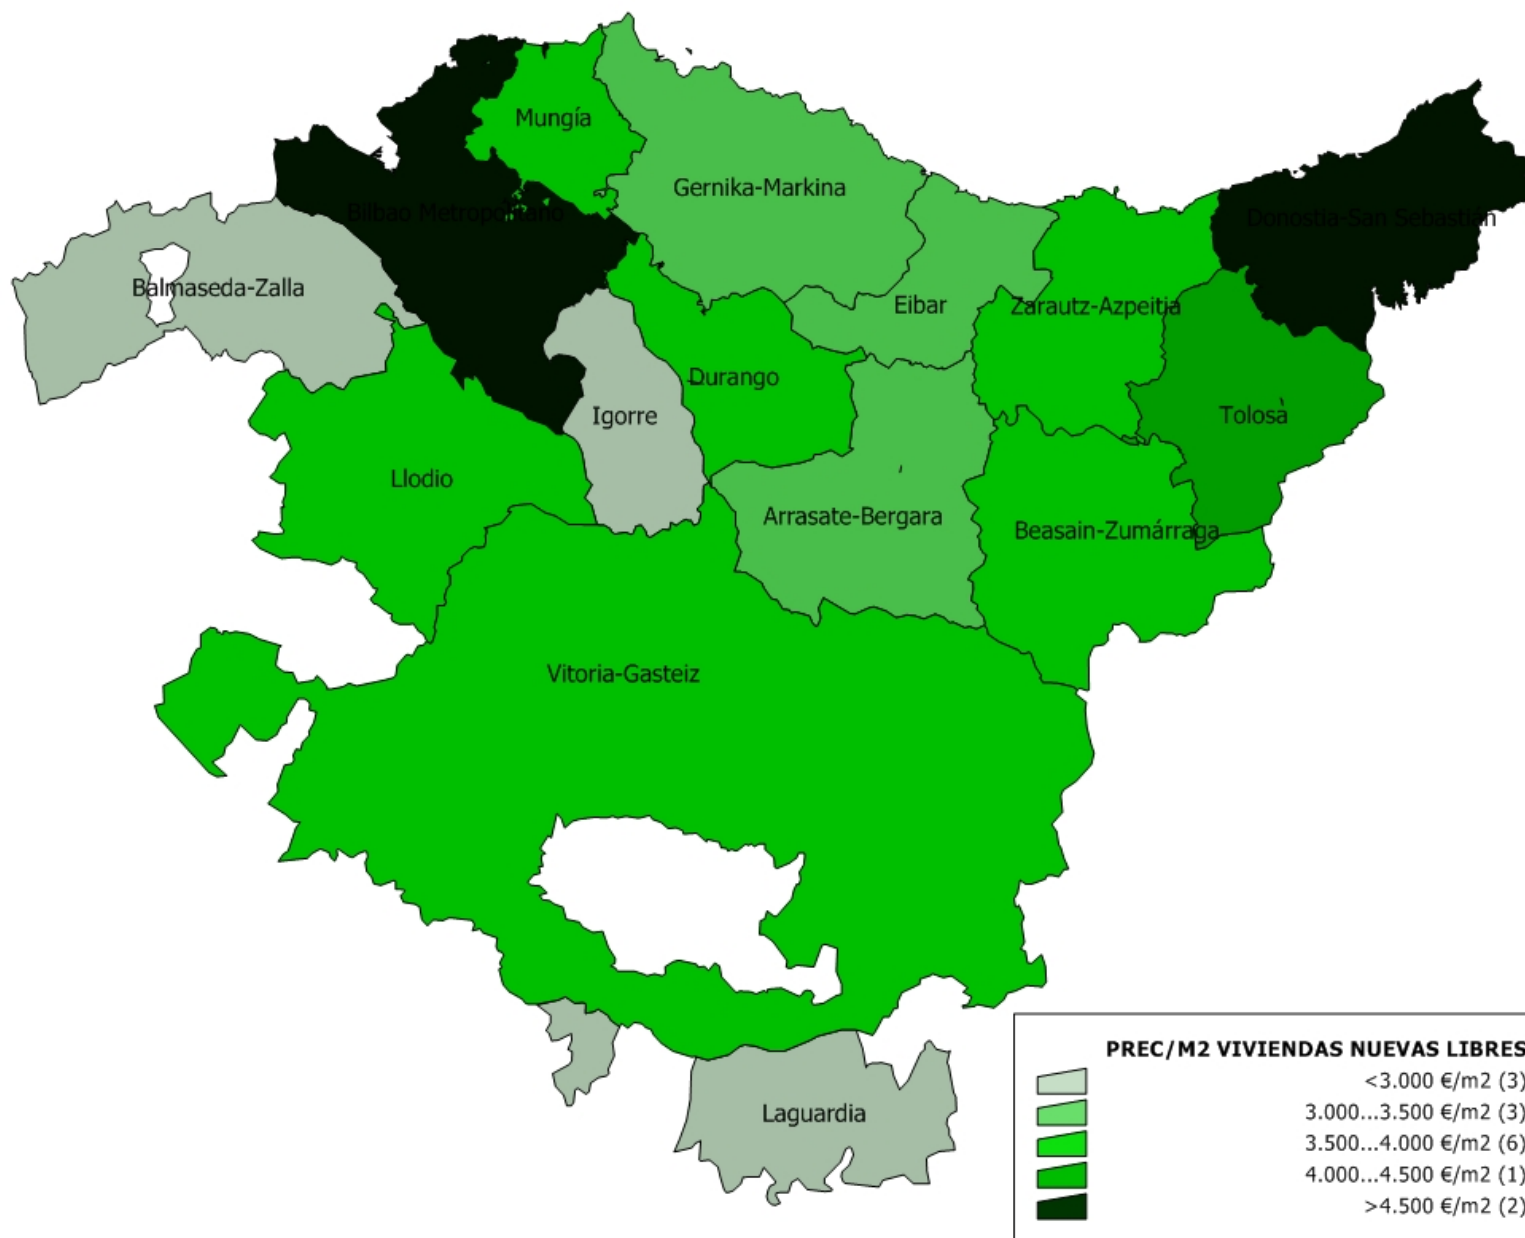 Mungía
Gernika-Markina
Bilbao Metropolitano
Donostia-San Sebastián
Balmaseda-Zalla
Eibar
Zarautz-Azpeitia
Durango
Igorre
Tolosa
Llodio
Arrasate-Bergara
Beasain-Zumárraga
Vitoria-Gasteiz
Laguardia
PREC/M2 VIVIENDAS NUEVAS LIBRES
<3.000 €/m2 (3)
3.000...3.500 €/m2 (3)
3.500...4.000 €/m2 (6)
4.000...4.500 €/m2 (1)
>4.500 €/m2 (2)